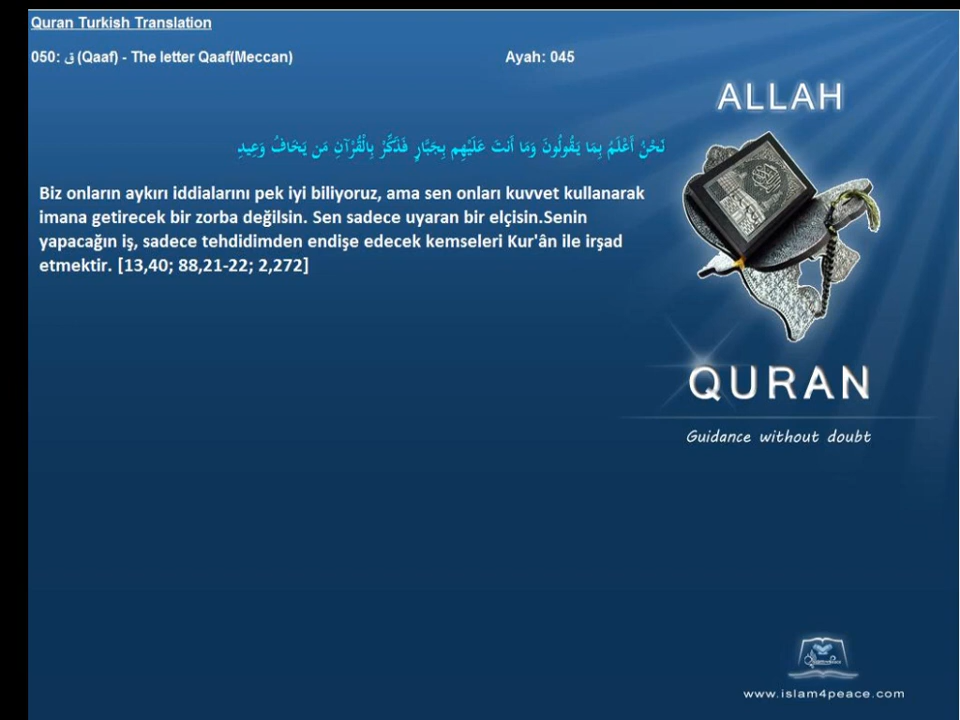 Quran Turkish Translation
050: ق (Qaaf) - The letter Qaaf(Meccan) Ayah: 045
ALLAH
نَحْنُ أَعْلَمُ بِمَا يَقُولُونَ وَمَا أَنتَ عَلَيْهِم بِجَبَّارٍ فَذَكِّرْ بِالْقُرْآنِ مَن يَخَافُ وَعِيدِ
Biz onların aykırı iddialarını pek iyi biliyoruz, ama sen onları kuvvet kullanarak
imana getirecek bir zorba değilsin. Sen sadece uyaran bir elçisin.Senin
yapacağın iş, sadece tehdidimden endişe edecek kemseleri Kur'ân ile irşad
etmektir. [13,40; 88,21-22; 2,272]
QURAN
Guidance without doubt
www.islam4peace.com